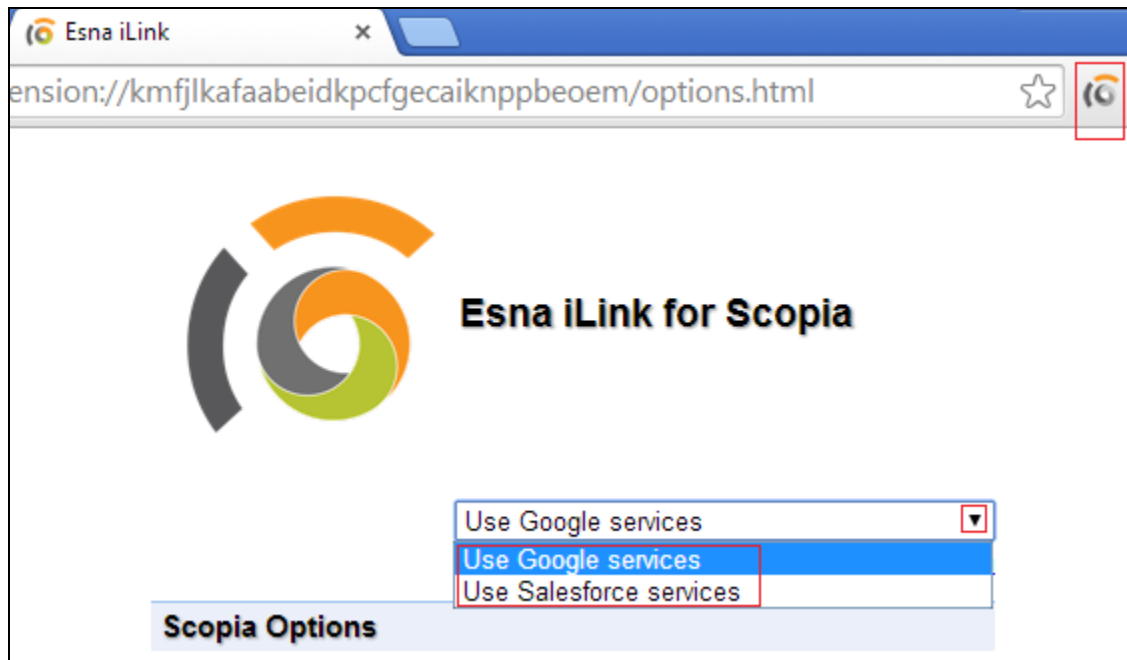 Esna iLink
ension://kmfjlkafaabeidkpcfgecaiknppbeoem/options.html
Esna iLink for Scopia
Use Google services
Use Google services
Use Salesforce services
Scopia Options